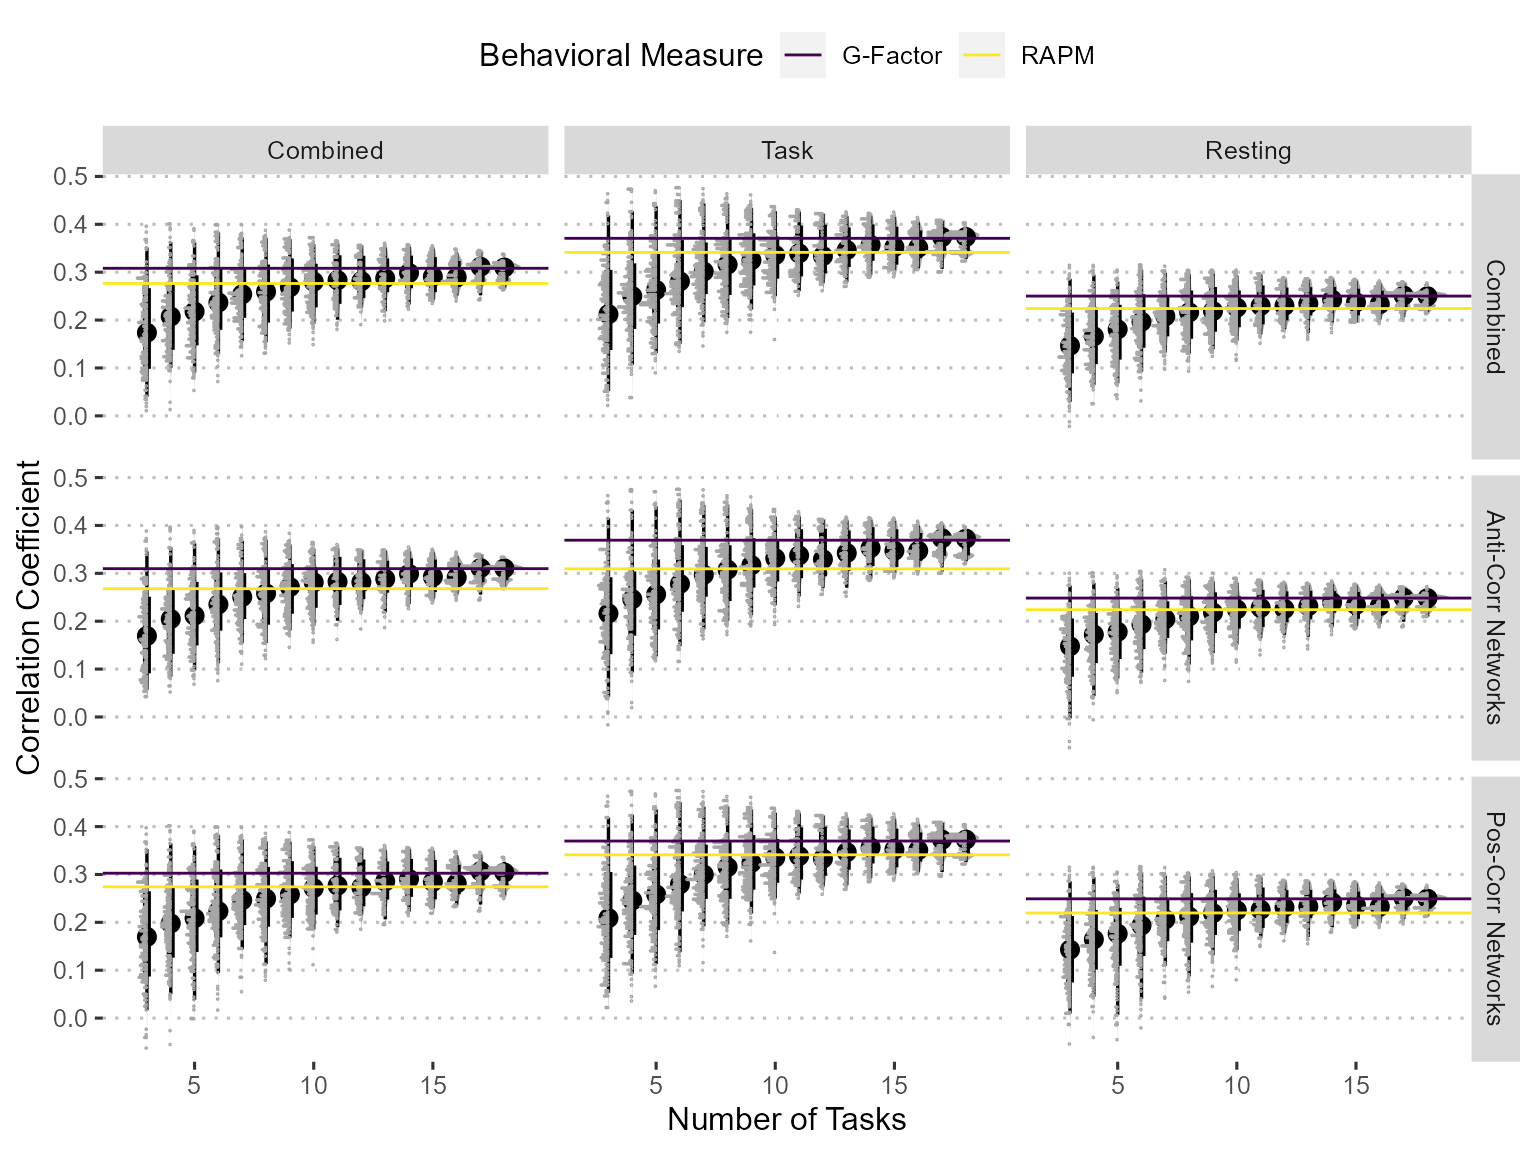 Behavioral Measure G-Factor RAPM
Combined Task Resting
Correlation Coefficient
0.5
0.4
0.3
0.2
0.1
0.0
Combined
0.5
0.4
0.3
0.2
0.1
0.0
Anti-Corr Networks
0.5
0.4
0.3
0.2
0.1
0.0
Pos-Corr Networks
5 10 15 5 10 15 5 10 15
Number of Tasks